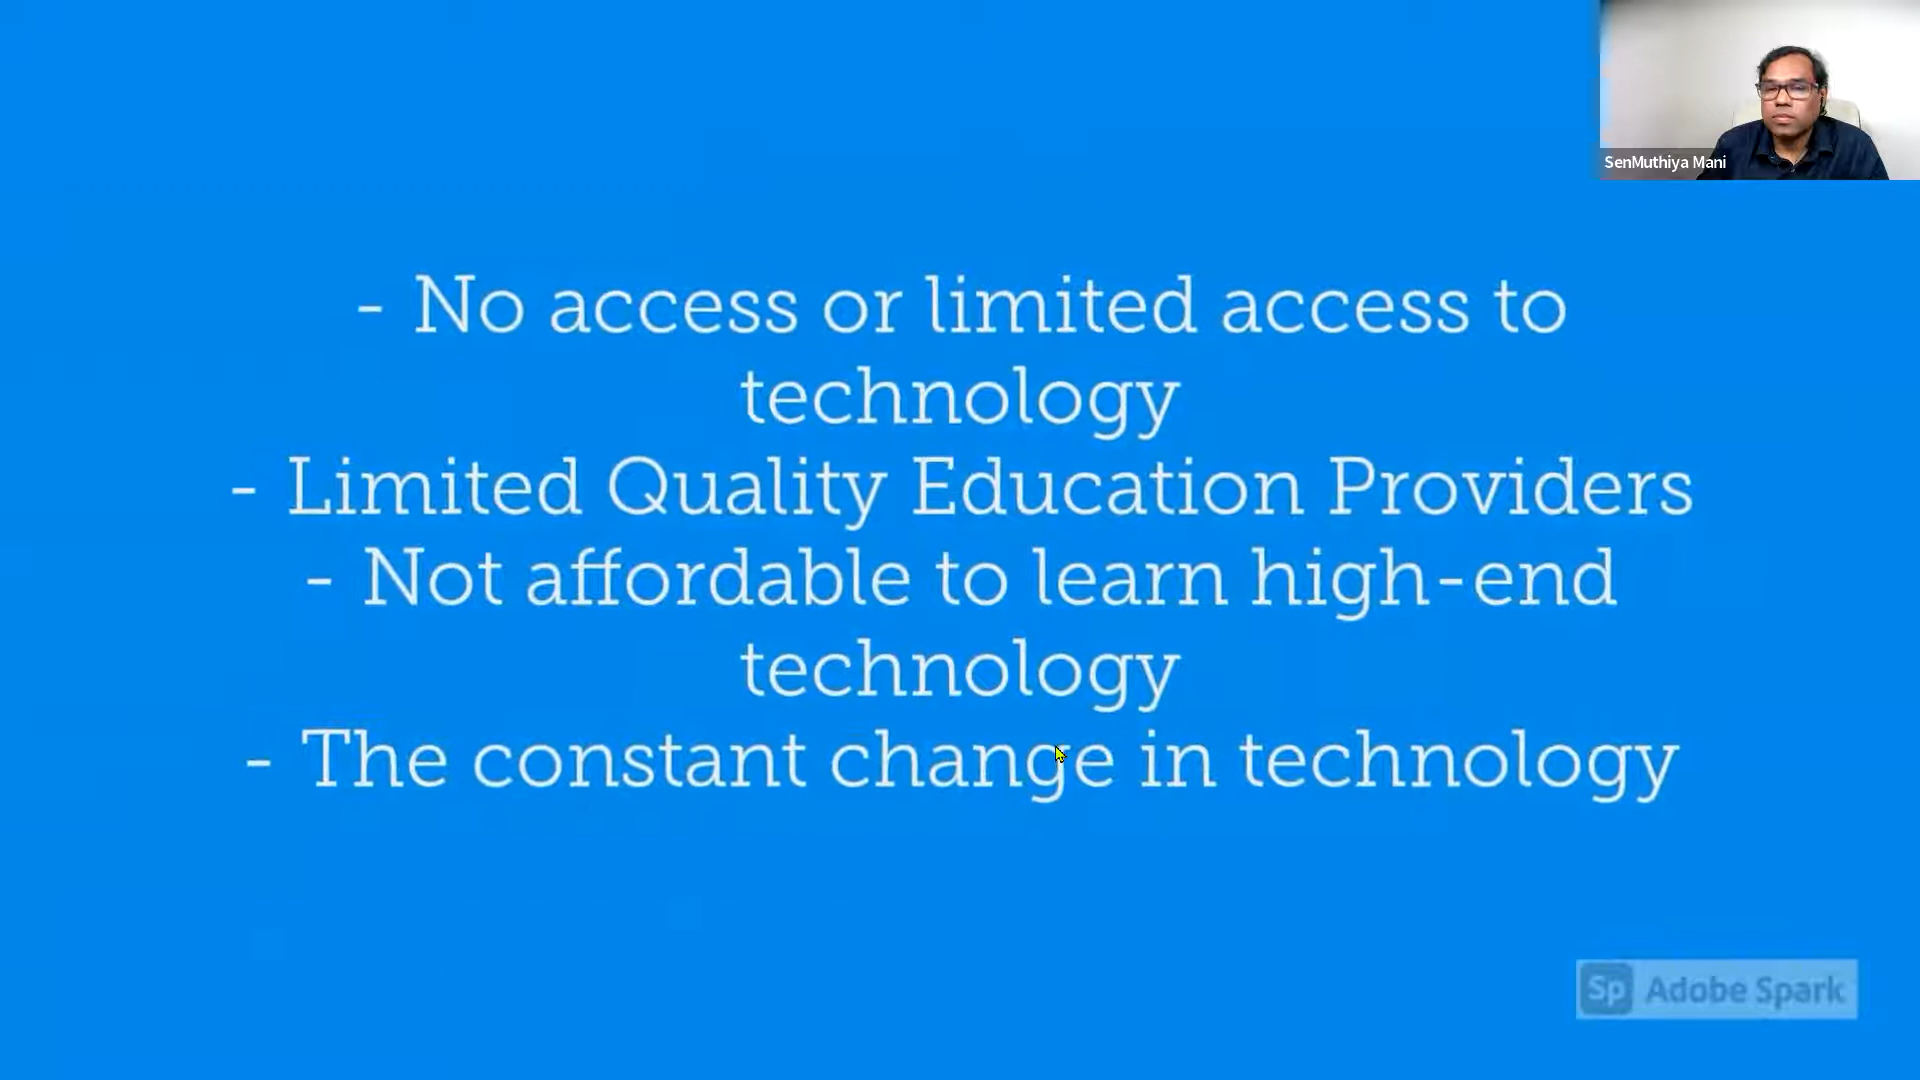 SenMuthiya Mani
- No access or limited access to
technology
- Limited Quality Education Providers
- Not affordable to learn high-end
technology
- The constant change in technology
Sp Adobe Spark